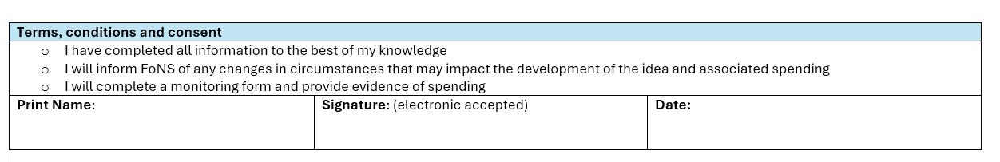 Terms, conditions and consent
o I have completed all information to the best of my knowledge
o I will inform FoNS of any changes in circumstances that may impact the development of the idea and associated spending
o I will complete a monitoring form and provide evidence of spending
Print Name: Signature: (electronic accepted) Date: